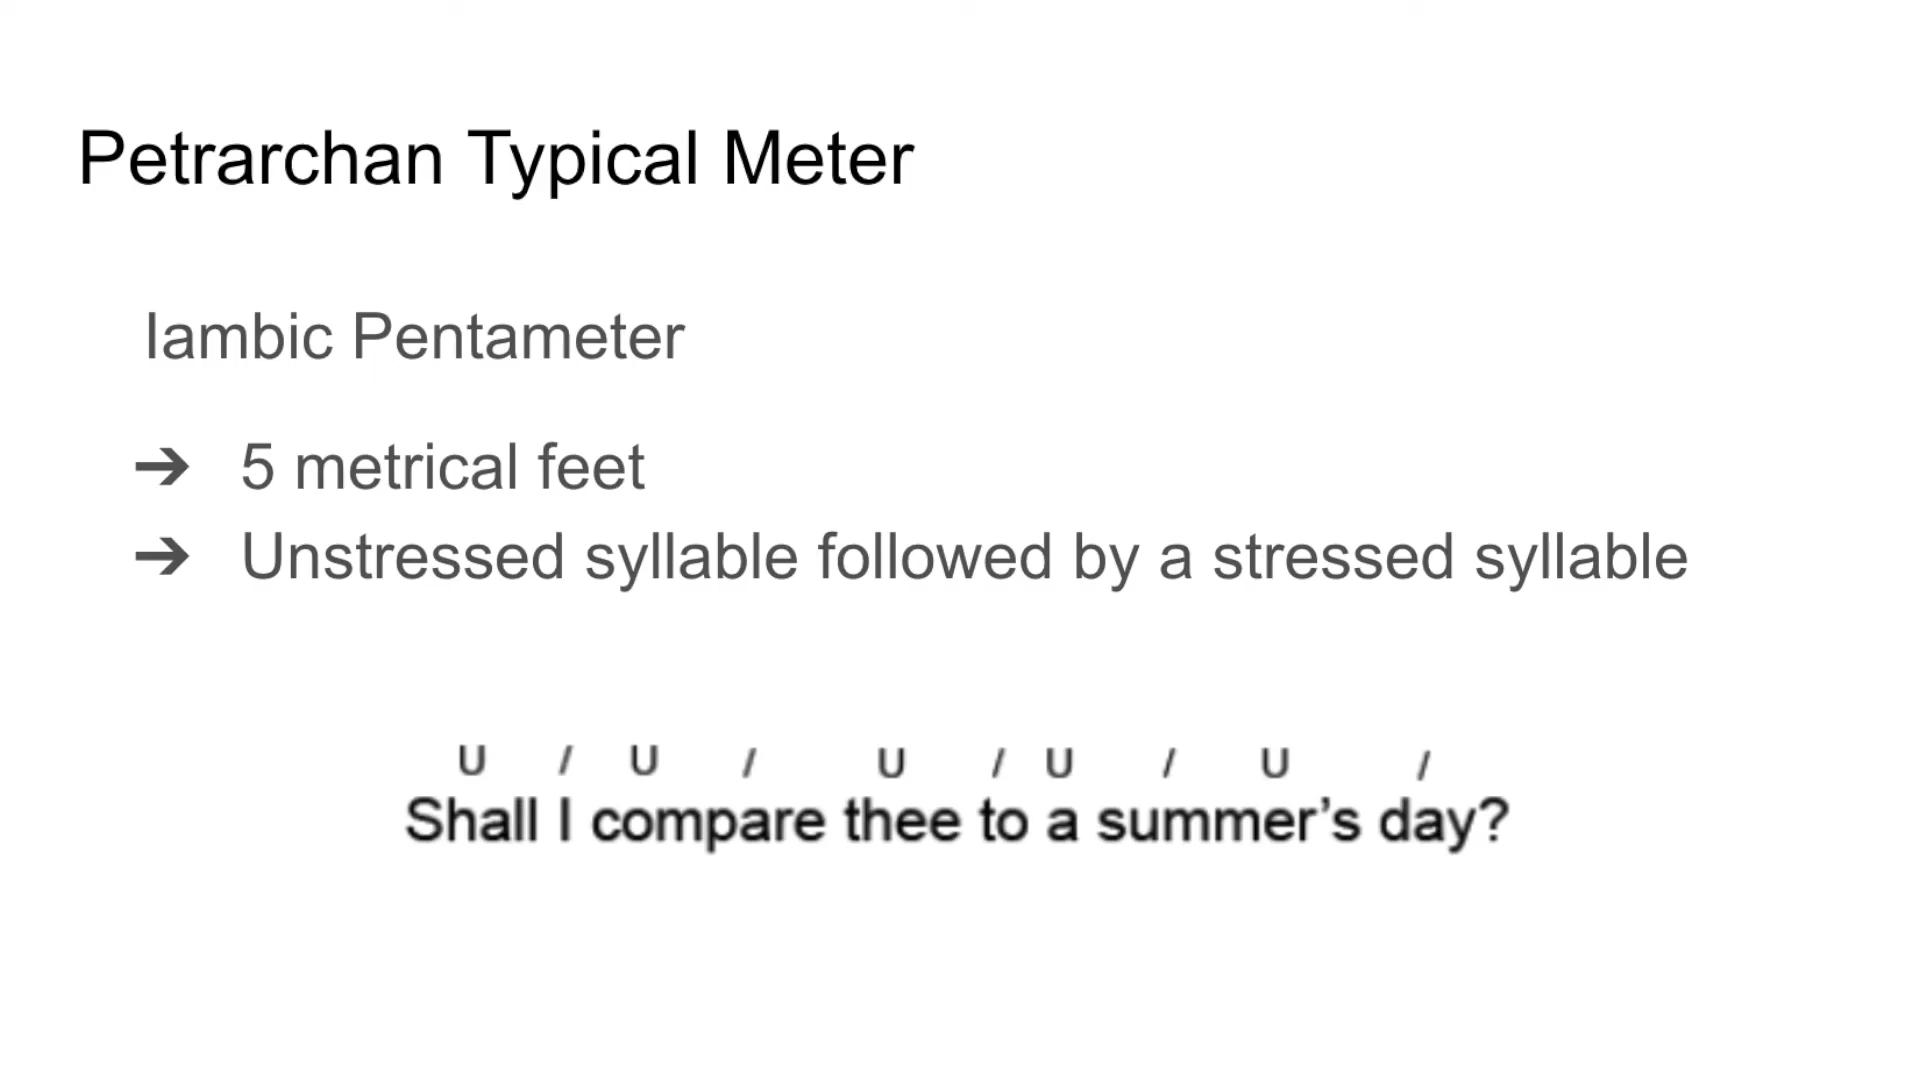 Petrarchan Typical Meter
Iambic Pentameter
➔ 5 metrical feet
➔ Unstressed syllable followed by a stressed syllable
U / U / U / U / U /
Shall I compare thee to a summer’s day?